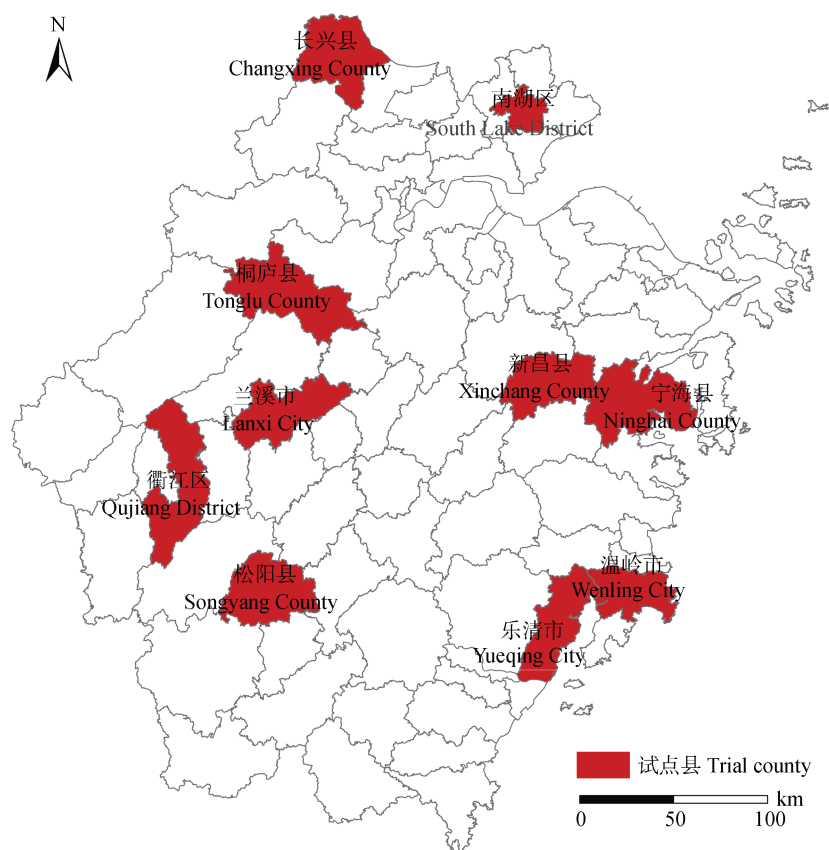 N
长兴县
Changxing County
南湖区
South Lake District
桐庐县
Tonglu County
新昌县
Xinchang County
宁海县
Ninghai County
兰溪市
Lanxi City
衢江区
Qujiang District
松阳县
Songyang County
温岭市
Wenling City
乐清市
Yueqing City
试点县 Trial county
km
0 50 100